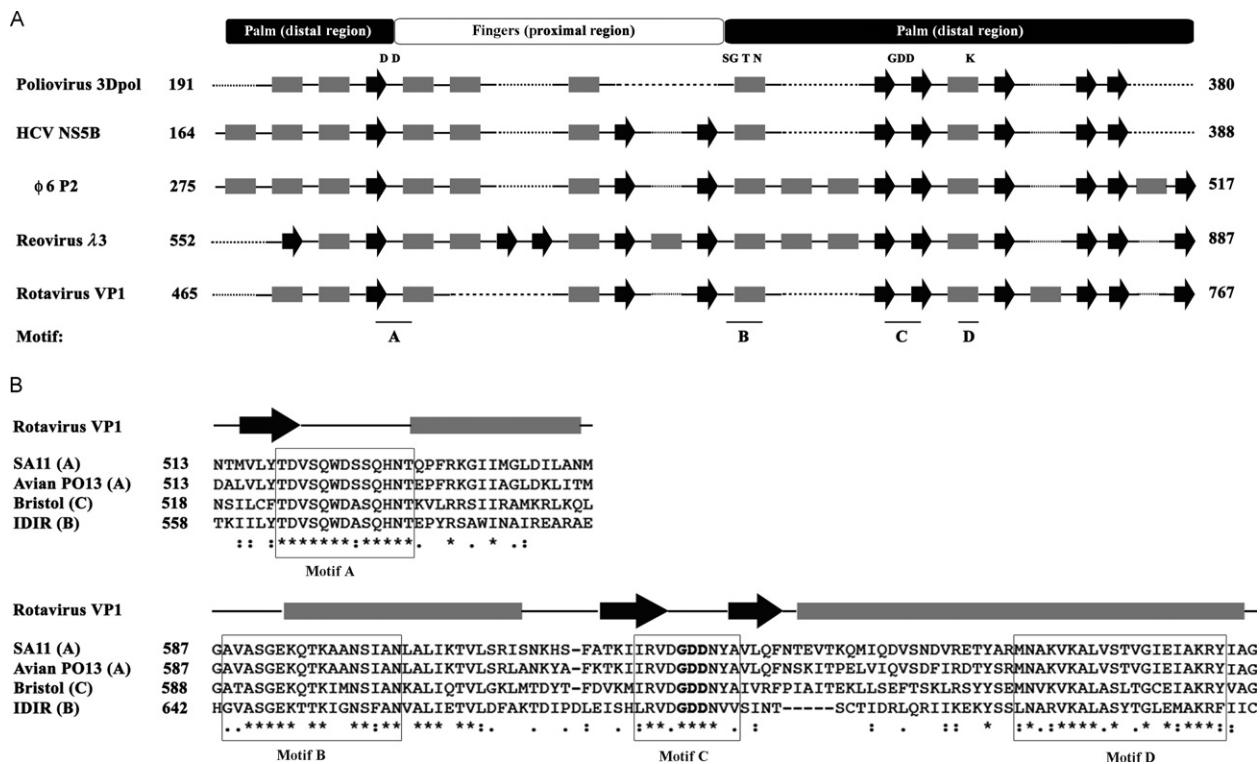 A
Palm (distal region) Fingers (proximal region) Palm (distal region)
D D SG T N GDD K
Poliovirus 3Dpol 191 380
HCV NS5B 164 388
ϕ 6 P2 275 517
Reovirus λ3 552 887
Rotavirus VP1 465 767
Motif: A B C D
B
Rotavirus VP1
SA11 (A) 513 NTMVLYTDVSQWDSSQHNTQPFRKGIIMGLDILANM
Avian PO13 (A) 513 DALVLYTDVSQWDSSQHNTEPFRKGIIAGLDKLITM
Bristol (C) 518 NSILCFTDVSQWDASQHNTKVLRRSIIRAMKRLKQL
IDIR (B) 558 TKIILYTDVSQWDASQHNTEPYRSAWINAIREARAE
:: :*******:*****. * . * .:
Motif A
Rotavirus VP1
SA11 (A) 587 GAVASGEKQTKAANSIANLALIKTVLSRISNKHS-FATKIIRVDGDDNYAVLQFNTEVTKQMIQDVSNDVRETYARMNAKVKALVSTVGIEIAKRYIAG
Avian PO13 (A) 587 GAVASGEKQTKAANSIANLALIKTVLSRLANKYA-FKTKIIRVDGDDNYAVLQFNSKITPELIVQVSDFIRDTYARMNAKVKALVSTVGIEIAKRYIAG
Bristol (C) 588 GATASGEKQTKIMNSIANKALIQTVLGKLMTDYT-FDVKMIRVDGDDNYAIVRFPIAITEKLLSEFTSKLRSYYSEMNVKVKALASLTGCEIAKRYVAG
IDIR (B) 642 HGVASGEKTTKIGNSFANVALIETVLDFAKTDIPDLEISHLRVDGDDNVVSINT-----SCTIDRLQRIIKEKYSSLNARVKALASYTGLEMAKRFIIC
Motif B Motif C Motif D